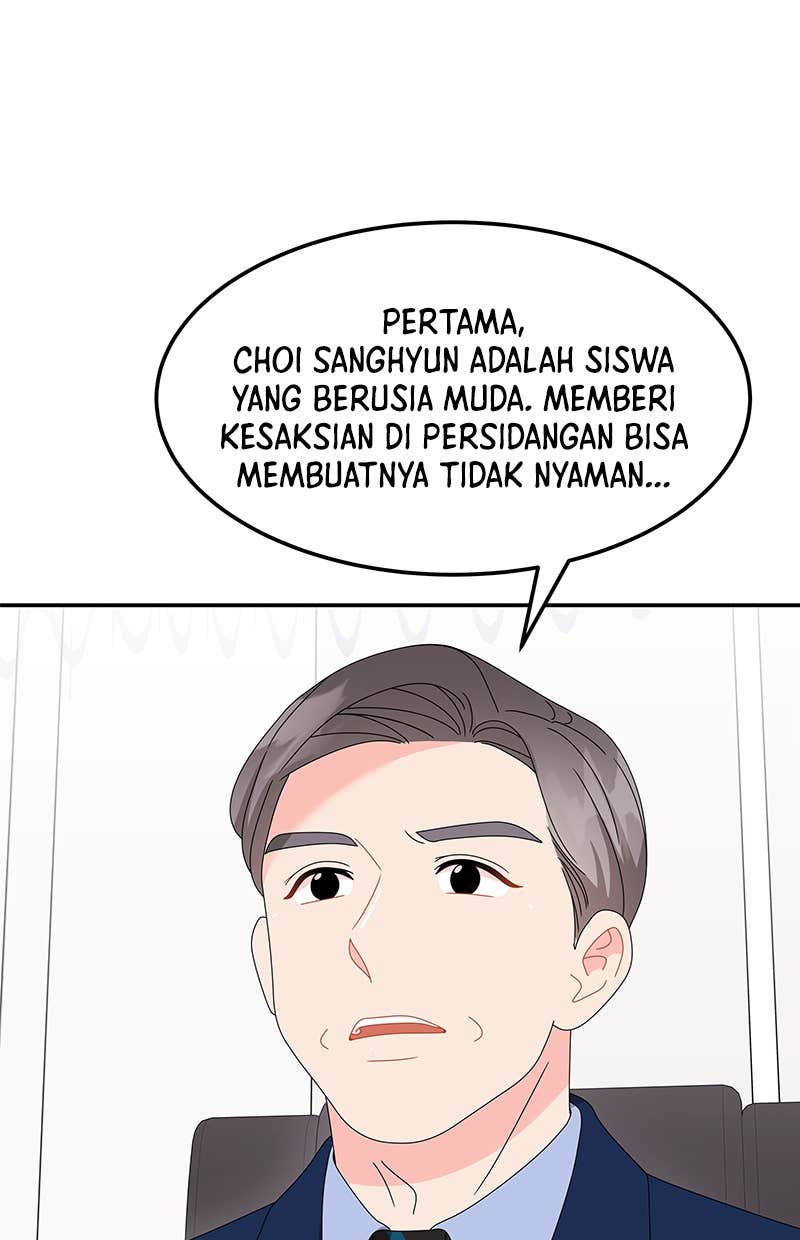 PERTAMA,
CHOI SANGHYUN ADALAH SISWA
YANG BERUSIA MUDA. MEMBERI
KESAKSIAN DI PERSIDANGAN BISA
MEMBUATNYA TIDAK NYAMAN...